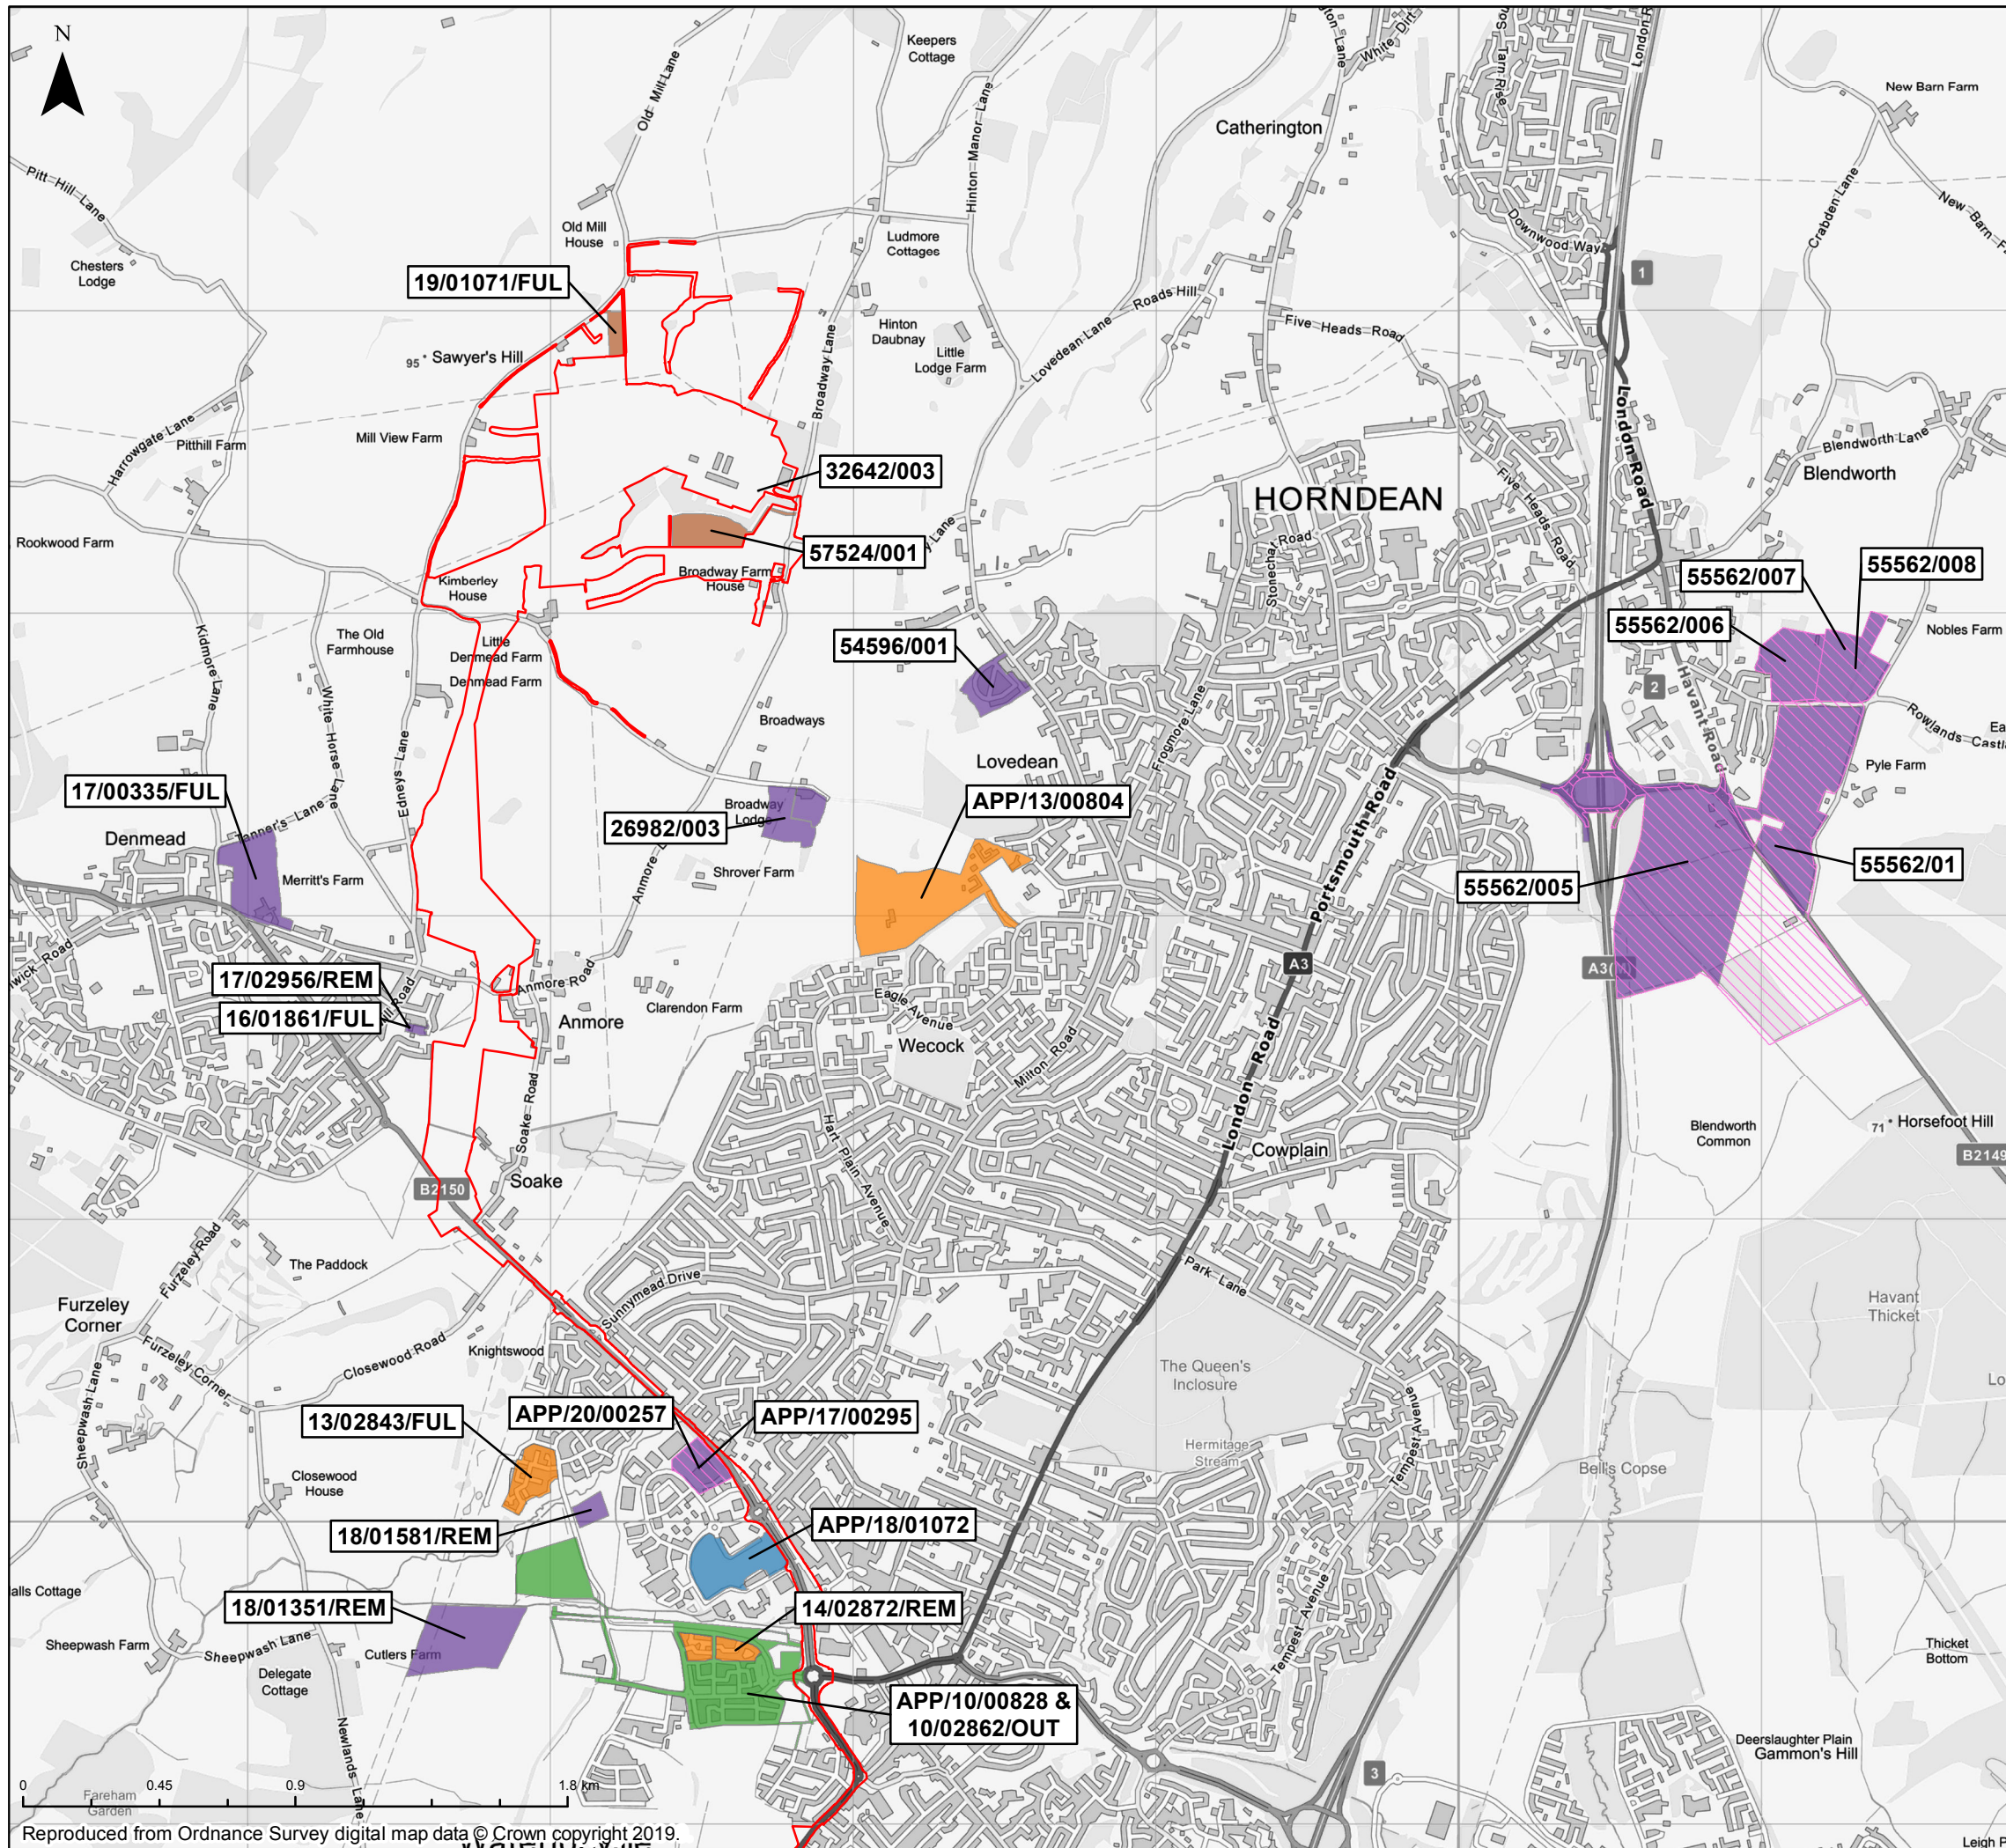 N
Keepers
Cottage
Old Mill Lane
Hinton Manor Lane
White Dirt
Tarn Rise
London R
New Barn Farm
Catherington
Pitt Hill Lane
Crabden Lane
Old Mill
House
Ludmore
Cottages
Downwood Way
Chesters
Lodge
1
19/01071/FUL
Roads Hill
Hinton
Daubnay
Five Heads Road
95
Sawyer's Hill
Little
Lodge Farm
Lovedean Lane
Broadway Lane
London Road
Harrowgate Lane
Mill View Farm
Pitthill Farm
Blendworth Lane
32642/003
Blendworth
HORNDEAN
Five Heads Road
Rookwood Farm
57524/001
Stonechat Road
Broadway Farm
House
Kimberley
House
55562/007
55562/008
55562/006
Nobles Farm
The Old
Farmhouse
Little
Denmead Farm
Denmead Farm
54596/001
Kidmore Lane
White Horse Lane
Edneys Lane
2
Havant Road
Broadways
Frogmore Lane
Rowlands Castl
Lovedean
Pyle Farm
17/00335/FUL
Portsmouth Road
APP/13/00804
Broadway
Lodge
26982/003
Tanner's Lane
Denmead
Shrover Farm
Merritt's Farm
55562/01
55562/005
A3
A3(M)
wick Road
17/02956/REM
Anmore Road
16/01861/FUL
Clarendon Farm
Eagle Avenue
Anmore
Wecock
Milton Road
London Road
Soake Road
Hart Plain Avenue
Blendworth
Common
71
Horsefoot Hill
Cowplain
B2149
B2150
Soake
Furzeley Road
The Paddock
Park Lane
Sunnymead Drive
Furzeley
Corner
Havant
Thicket
Furzeley Corner
Closewood Road
Knightswood
The Queen's
Inclosure
Sheepwash Lane
13/02843/FUL
APP/20/00257
APP/17/00295
Tempest Avenue
Hermitage
Stream
Closewood
House
Bell's Copse
18/01581/REM
APP/18/01072
alls Cottage
18/01351/REM
14/02872/REM
Tempest Avenue
Sheepwash Farm
Sheepwash Lane
Cutlers Farm
Delegate
Cottage
Thicket
Bottom
APP/10/00828 &
10/02862/OUT
Newlands Lane
Deerslaughter Plain
Gammon's Hill
3
0
0.45
0.9
1.8 km
Fareham
Garden
Leigh P
Reproduced from Ordnance Survey digital map data © Crown copyright 2019.